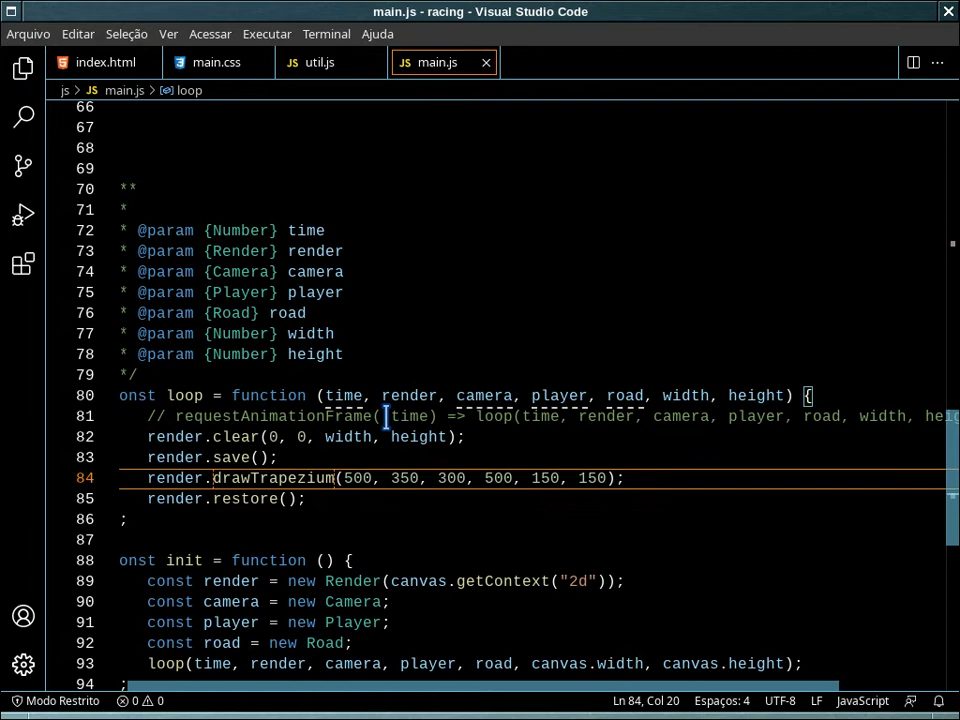 main.js - racing - Visual Studio Code
Arquivo Editar Seleção Ver Acessar Executar Terminal Ajuda
index.html main.css JS util.js JS main.js
js > JS main.js > loop
66
67
68
69
70 **
71 *
72 * @param {Number} time
73 * @param {Render} render
74 * @param {Camera} camera
75 * @param {Player} player
76 * @param {Road} road
77 * @param {Number} width
78 * @param {Number} height
79 */
80 onst loop = function (time, render, camera, player, road, width, height) {
81 // requestAnimationFrame((time) => loop(time, render, camera, player, road, width, heig
82 render.clear(0, 0, width, height);
83 render.save();
84 render.drawTrapezium(500, 350, 300, 500, 150, 150);
85 render.restore();
86 ;
87
88 onst init = function () {
89 const render = new Render(canvas.getContext("2d"));
90 const camera = new Camera;
91 const player = new Player;
92 const road = new Road;
93 loop(time, render, camera, player, road, canvas.width, canvas.height);
94 ;
Modo Restrito 0 0 Ln 84, Col 20 Espaços: 4 UTF-8 LF JavaScript